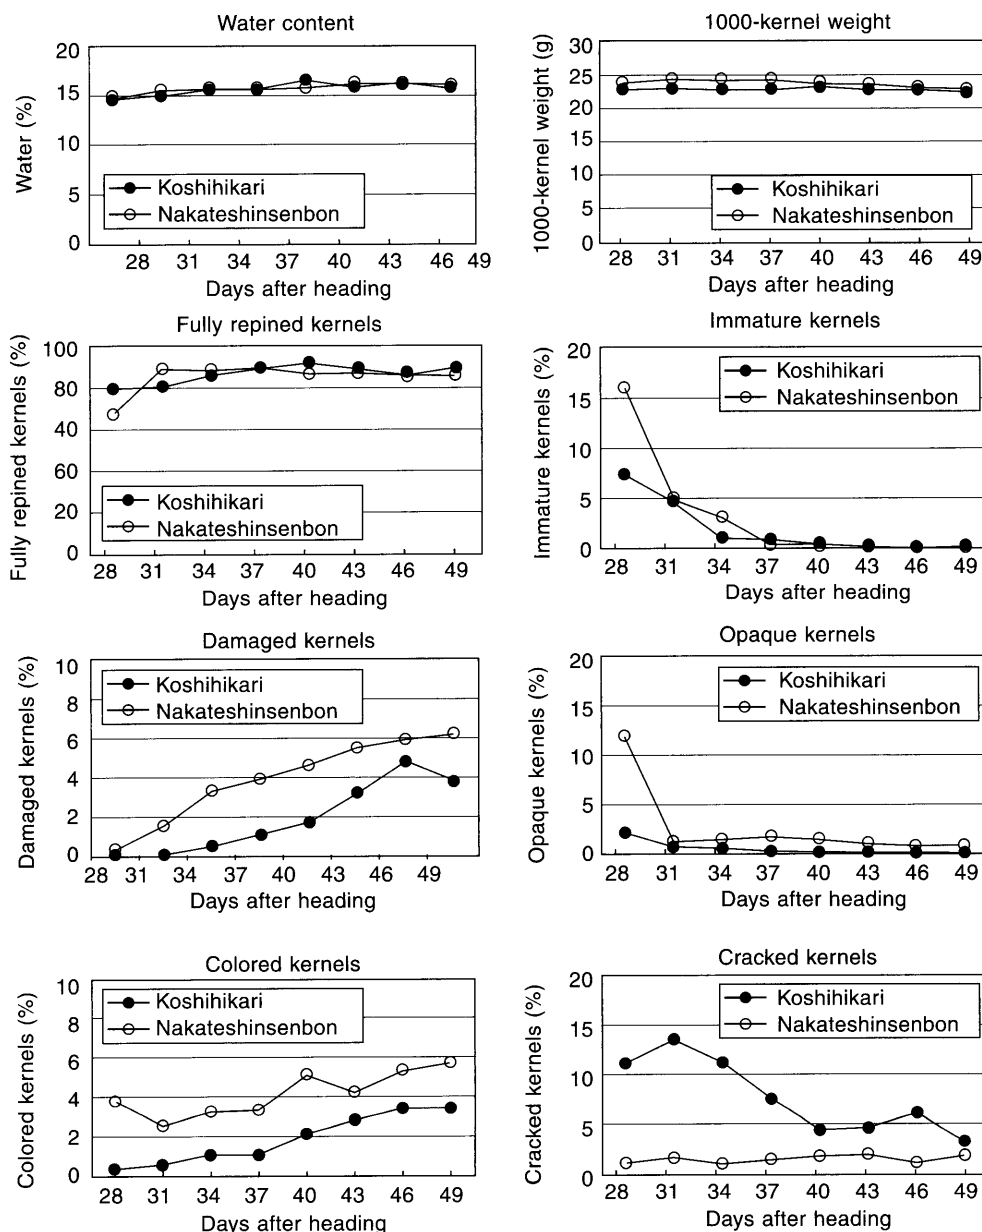 Water content
Water (%)
20
15
10
5
0
Koshihikari
Nakateshinsenbon
28 31 34 37 40 43 46 49
Days after heading
1000-kernel weight
1000-kernel weight (g)
30
25
20
15
10
5
0
Koshihikari
Nakateshinsenbon
28 31 34 37 40 43 46 49
Days after heading
Fully repined kernels
Fully repined kernels (%)
100
80
40
60
20
0
Koshihikari
Nakateshinsenbon
28 31 34 37 40 43 46 49
Days after heading
Immature kernels
Immature kernels (%)
20
15
10
5
0
Koshihikari
Nakateshinsenbon
28 31 34 37 40 43 46 49
Days after heading
Damaged kernels
Damaged kernels (%)
10
8
6
4
2
0
Koshihikari
Nakateshinsenbon
28 31 34 37 40 43 46 49
Days after heading
Opaque kernels
Opaque kernels (%)
20
15
10
5
0
Koshihikari
Nakateshinsenbon
28 31 34 37 40 43 46 49
Days after heading
Colored kernels
Colored kernels (%)
10
8
6
4
2
0
Koshihikari
Nakateshinsenbon
28 31 34 37 40 43 46 49
Days after heading
Cracked kernels
Cracked kernels (%)
20
15
10
5
0
Koshihikari
Nakateshinsenbon
28 31 34 37 40 43 46 49
Days after heading